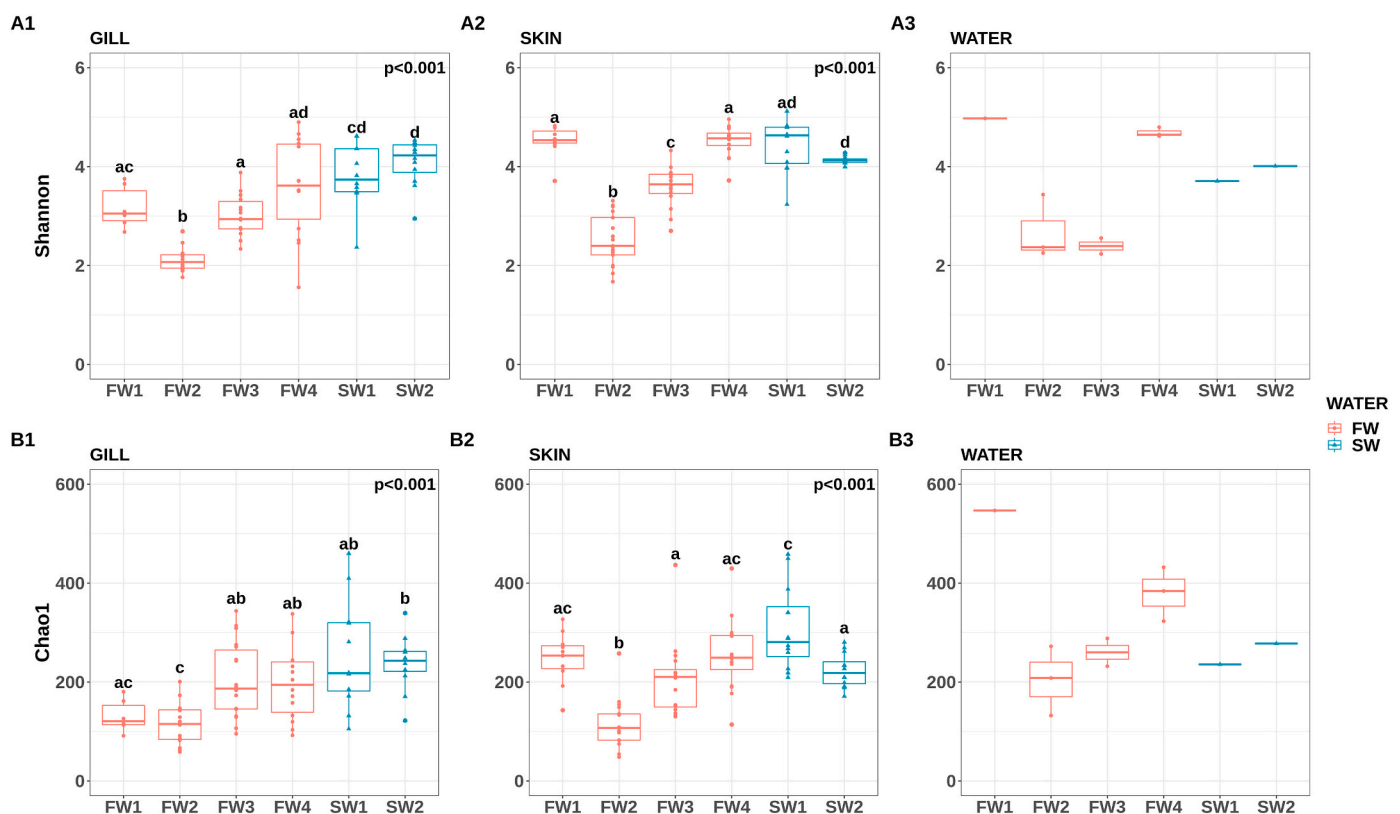 A1
GILL
p<0.001
Shannon
6
4
2
0
ac
b
a
ad
cd
d
FW1 FW2 FW3 FW4 SW1 SW2
A2
SKIN
p<0.001
6
4
2
0
a
b
c
a
ad
d
FW1 FW2 FW3 FW4 SW1 SW2
A3
WATER
6
4
2
0
FW1 FW2 FW3 FW4 SW1 SW2
B1
GILL
p<0.001
Chao1
600
400
200
0
ac
c
ab
ab
ab
b
FW1 FW2 FW3 FW4 SW1 SW2
B2
SKIN
p<0.001
600
400
200
0
ac
b
a
ac
c
a
FW1 FW2 FW3 FW4 SW1 SW2
B3
WATER
600
400
200
0
FW1 FW2 FW3 FW4 SW1 SW2
WATER
FW
SW